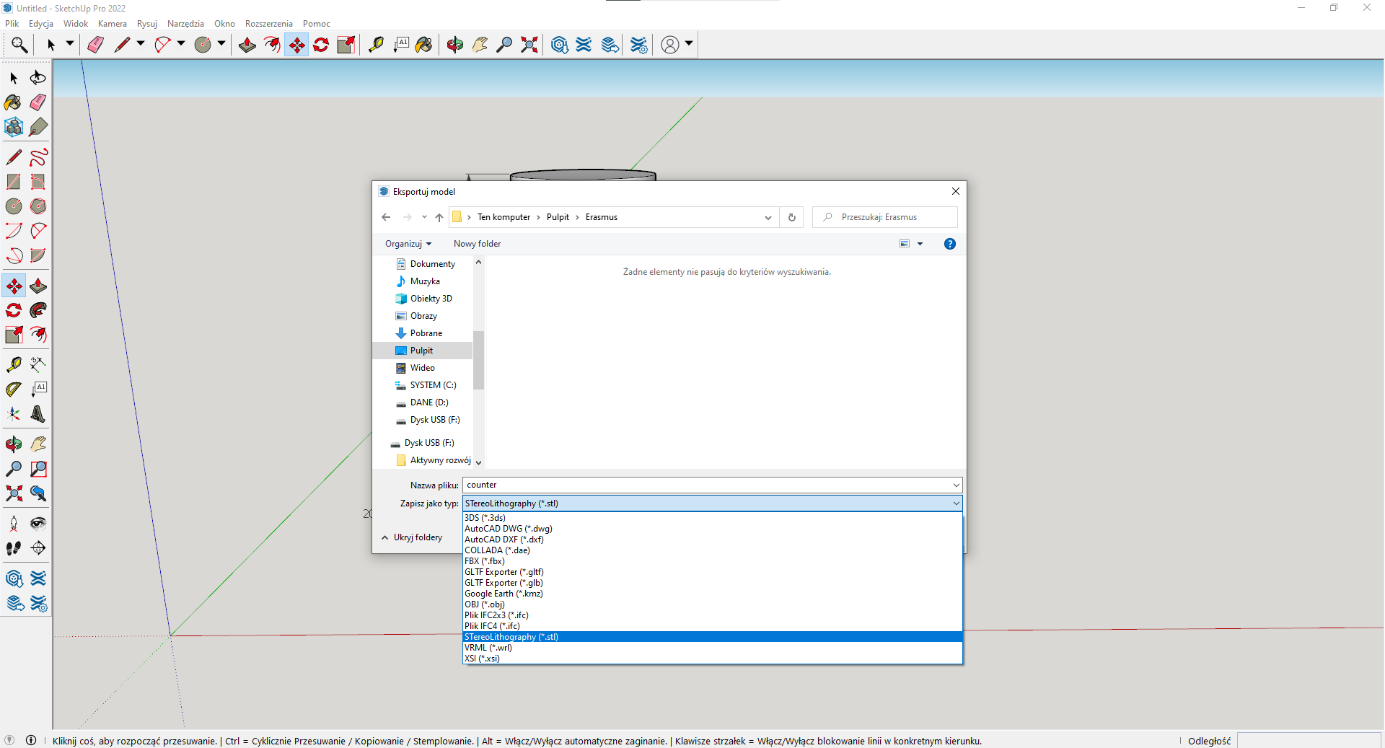 Untitled - SketchUp Pro 2022
Plik Edycja Widok Kamera Rysuj Narzędzia Okno Rozszerzenia Pomoc
A1
Eksportuj model
Ten komputer › Pulpit › Erasmus
Przeszukaj: Erasmus
Organizuj Nowy folder
Żadne elementy nie pasują do kryteriów wyszukiwania.
Dokumenty
Muzyka
Obiekty 3D
Obrazy
Pobrane
Pulpit
Wideo
SYSTEM (C:)
DANE (D:)
Dysk USB (F:)
Dysk USB (F:)
Aktywny rozwój
A1
Nazwa pliku: counter
Zapisz jako typ: STereoLithography (*.stl)
20
3DS (*.3ds)
AutoCAD DWG (*.dwg)
AutoCAD DXF (*.dxf)
Ukryj foldery
COLLADA (*.dae)
FBX (*.fbx)
GLTF Exporter (*.gltf)
GLTF Exporter (*.glb)
Google Earth (*.kmz)
OBJ (*.obj)
Plik IFC2x3 (*.ifc)
Plik IFC4 (*.ifc)
STereoLithography (*.stl)
VRML (*.wrl)
XSI (*.xsi)
Kliknij coś, aby rozpocząć przesuwanie. | Ctrl = Cyklicznie Przesuwanie / Kopiowanie / Stemplowanie. | Alt = Włącz/Wyłącz automatyczne zaginanie. | Klawisze strzałek = Włącz/Wyłącz blokowanie linii w konkretnym kierunku.
Odległość